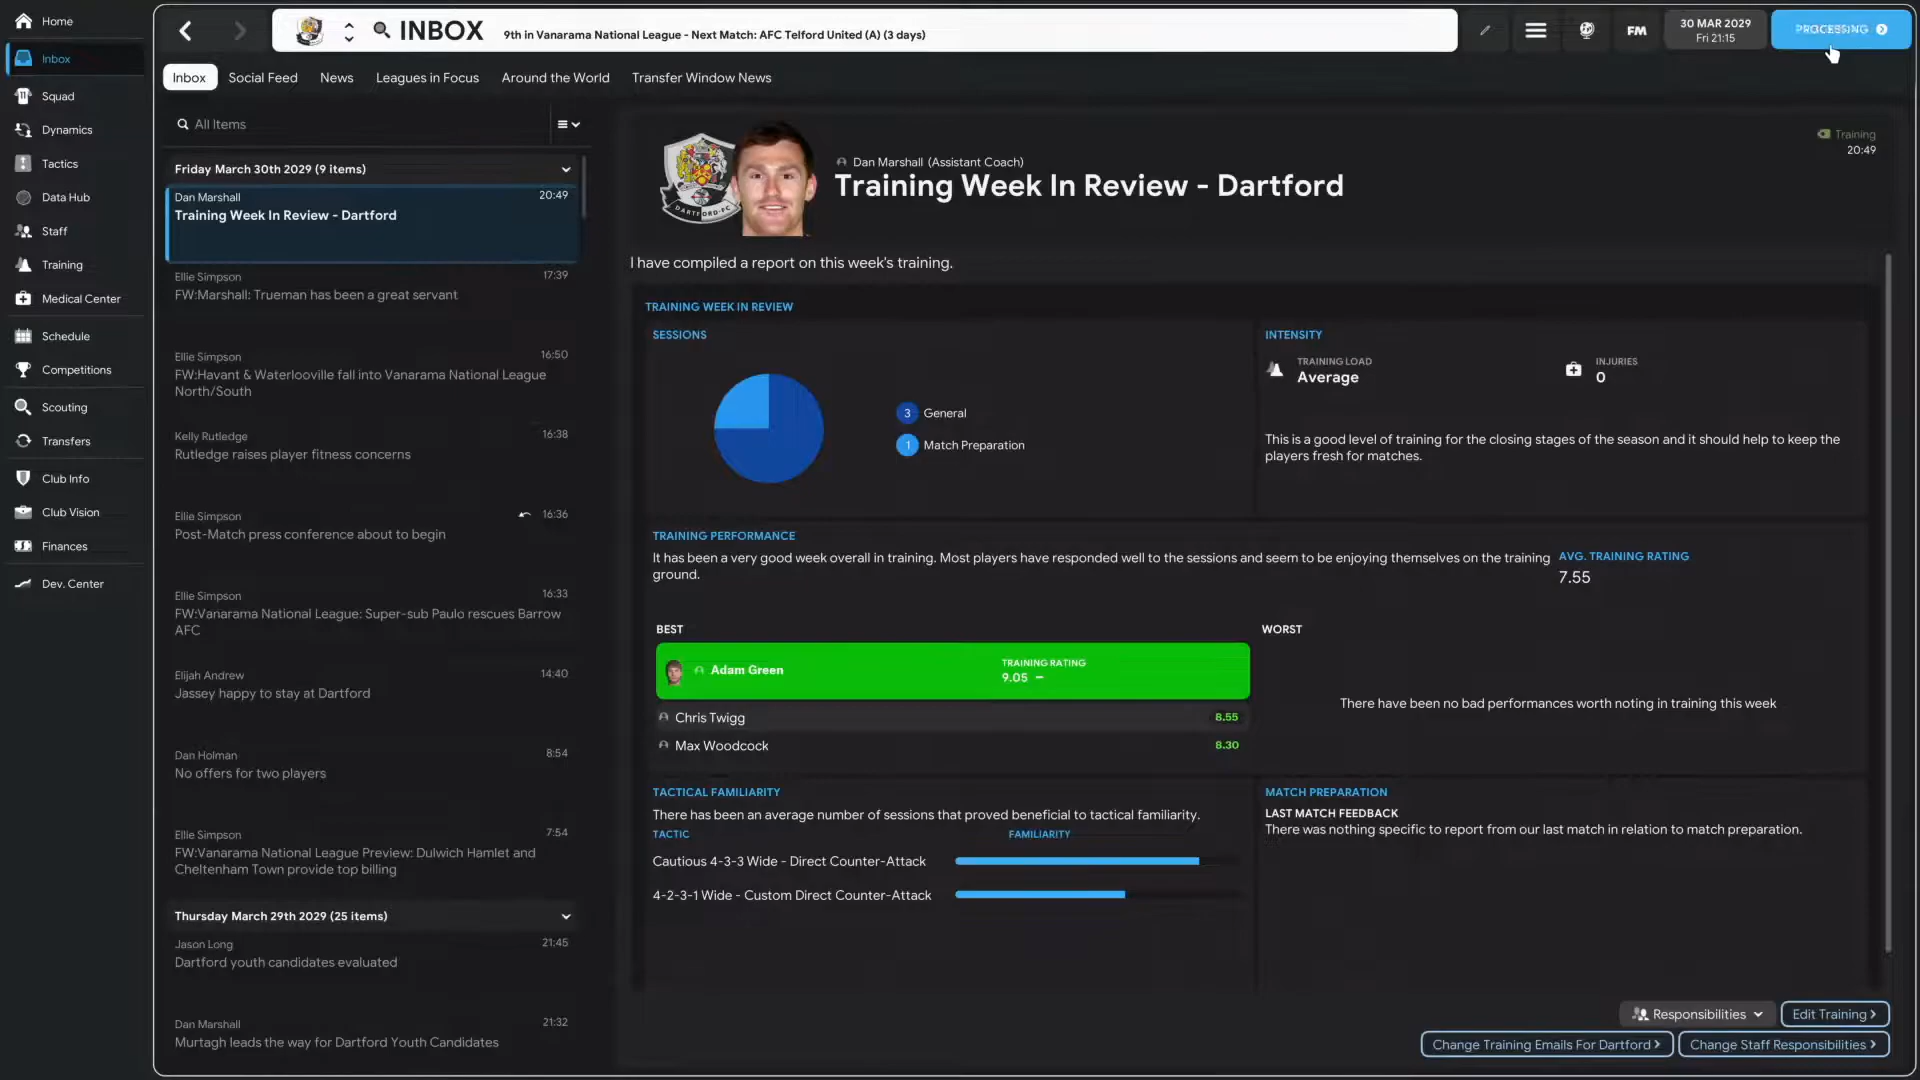 Home
Inbox
Squad
Dynamics
Tactics
Data Hub
Staff
Training
Medical Center
Schedule
Competitions
Scouting
Transfers
Club Info
Club Vision
Finances
Dev. Center
INBOX
9th in Vanarama National League - Next Match: AFC Telford United (A) (3 days)
FM
30 MAR 2029
Fri 21:15
PROCESSING
Inbox Social Feed News Leagues in Focus Around the World Transfer Window News
All Items
Friday March 30th 2029 (9 items)
Dan Marshall 20:49
Training Week In Review - Dartford
Ellie Simpson 17:39
FW:Marshall: Trueman has been a great servant
Ellie Simpson 16:50
FW:Havant & Waterlooville fall into Vanarama National League
North/South
Kelly Rutledge 16:38
Rutledge raises player fitness concerns
Ellie Simpson 16:36
Post-Match press conference about to begin
Ellie Simpson 16:33
FW:Vanarama National League: Super-sub Paulo rescues Barrow
AFC
Elijah Andrew 14:40
Jassey happy to stay at Dartford
Dan Holman 8:54
No offers for two players
Ellie Simpson 7:54
FW:Vanarama National League Preview: Dulwich Hamlet and
Cheltenham Town provide top billing
Thursday March 29th 2029 (25 items)
Jason Long 21:45
Dartford youth candidates evaluated
Dan Marshall 21:32
Murtagh leads the way for Dartford Youth Candidates
DARTFORD FC
Dan Marshall (Assistant Coach)
Training Week In Review - Dartford
Training
20:49
I have compiled a report on this week's training.
TRAINING WEEK IN REVIEW
SESSIONS
3 General
1 Match Preparation
INTENSITY
TRAINING LOAD
Average
INJURIES
0
This is a good level of training for the closing stages of the season and it should help to keep the
players fresh for matches.
TRAINING PERFORMANCE
It has been a very good week overall in training. Most players have responded well to the sessions and seem to be enjoying themselves on the training
ground.
AVG. TRAINING RATING
7.55
BEST
Adam Green
TRAINING RATING
9.05 –
Chris Twigg 8.55
Max Woodcock 8.30
WORST
There have been no bad performances worth noting in training this week
TACTICAL FAMILIARITY
There has been an average number of sessions that proved beneficial to tactical familiarity.
TACTIC FAMILIARITY
Cautious 4-3-3 Wide - Direct Counter-Attack
4-2-3-1 Wide - Custom Direct Counter-Attack
MATCH PREPARATION
LAST MATCH FEEDBACK
There was nothing specific to report from our last match in relation to match preparation.
Responsibilities
Edit Training >
Change Training Emails For Dartford >
Change Staff Responsibilities >